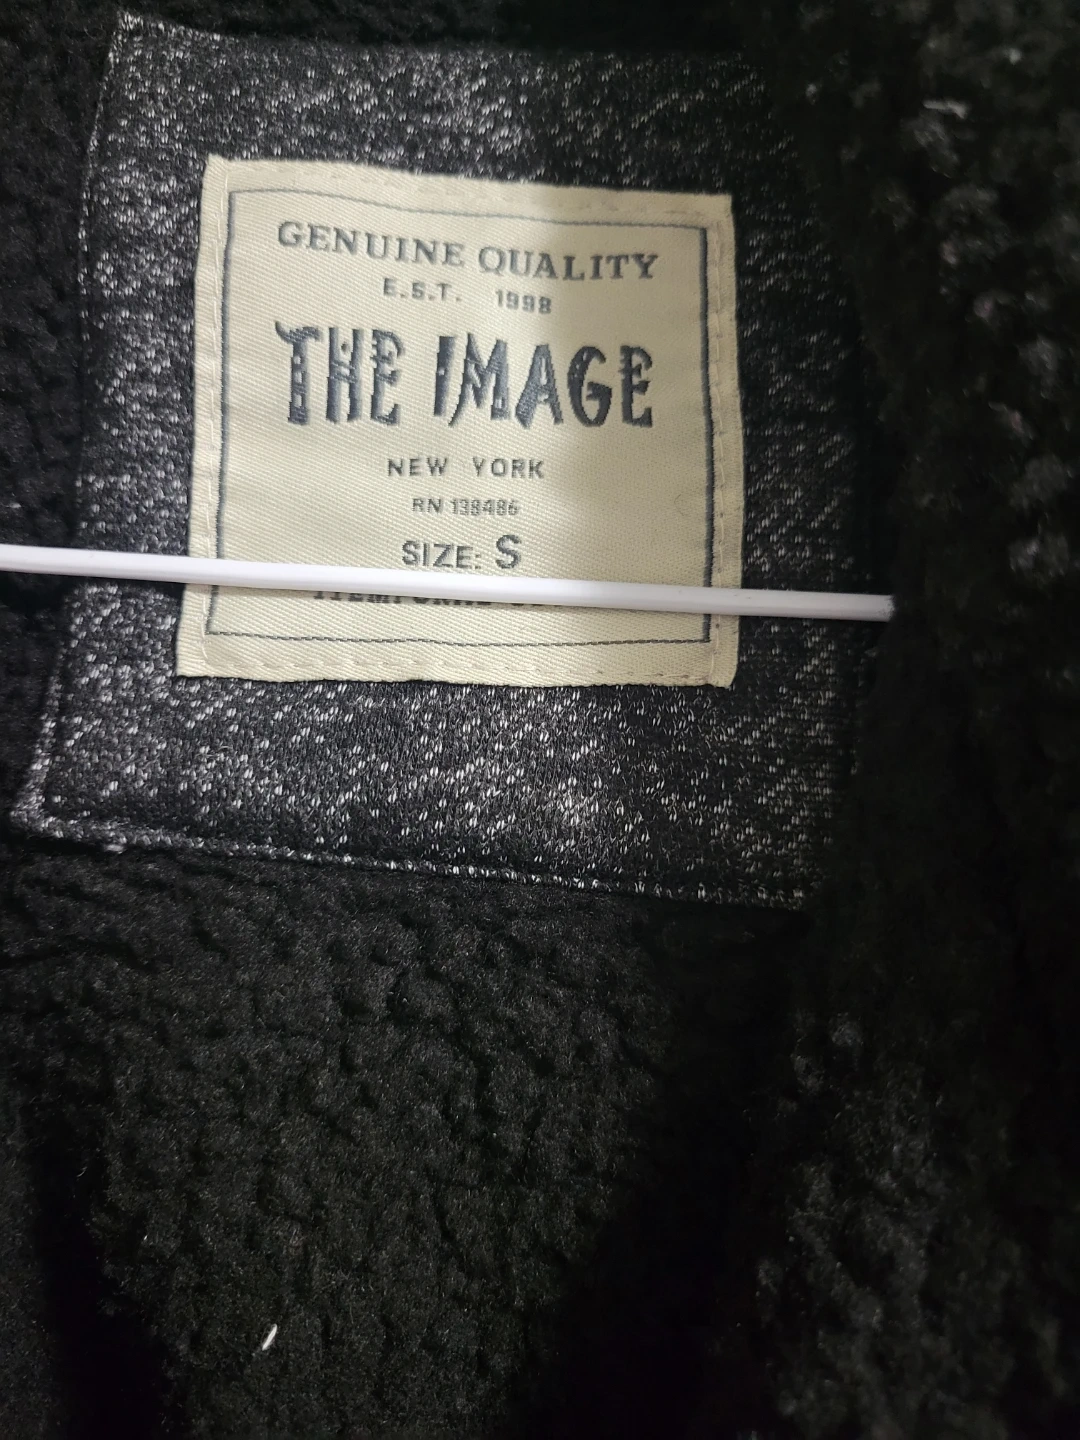 GENUINE QUALITY
E.S.T. 1998
THE IMAGE
NEW YORK
RN 138486
SIZE: S